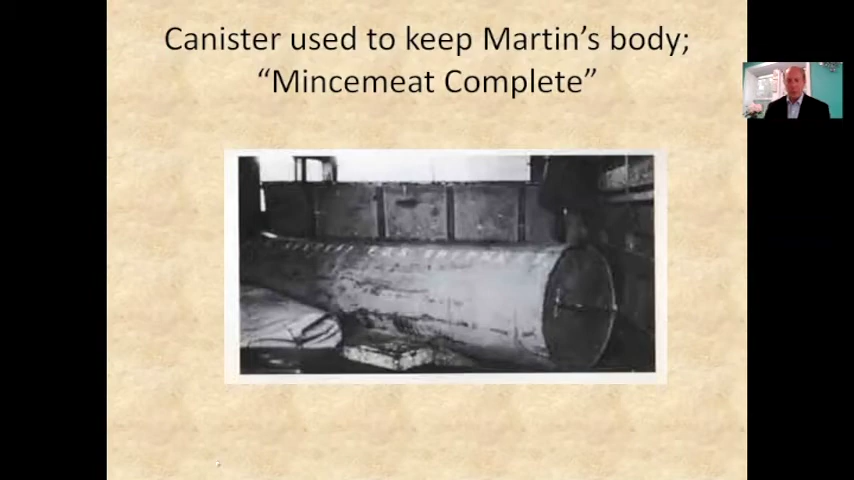 Canister used to keep Martin’s body;
“Mincemeat Complete”